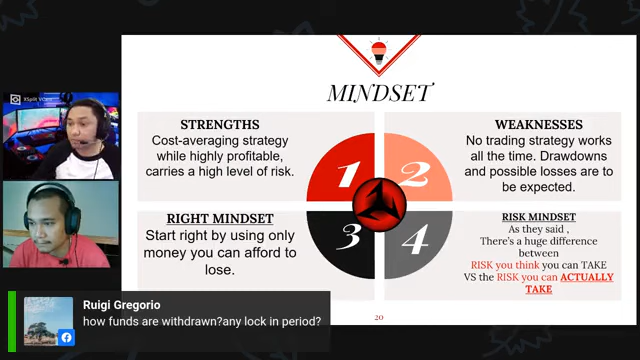 XSplit VCam
MINDSET
STRENGTHS
Cost-averaging strategy
while highly profitable,
carries a high level of risk.
1
2
WEAKNESSES
No trading strategy works
all the time. Drawdowns
and possible losses are to
be expected.
RIGHT MINDSET
Start right by using only
money you can afford to
lose.
3
4
RISK MINDSET
As they said ,
There's a huge difference
between
RISK you think you can TAKE
VS the RISK you can ACTUALLY
TAKE
Ruigi Gregorio
how funds are withdrawn?any lock in period?
20